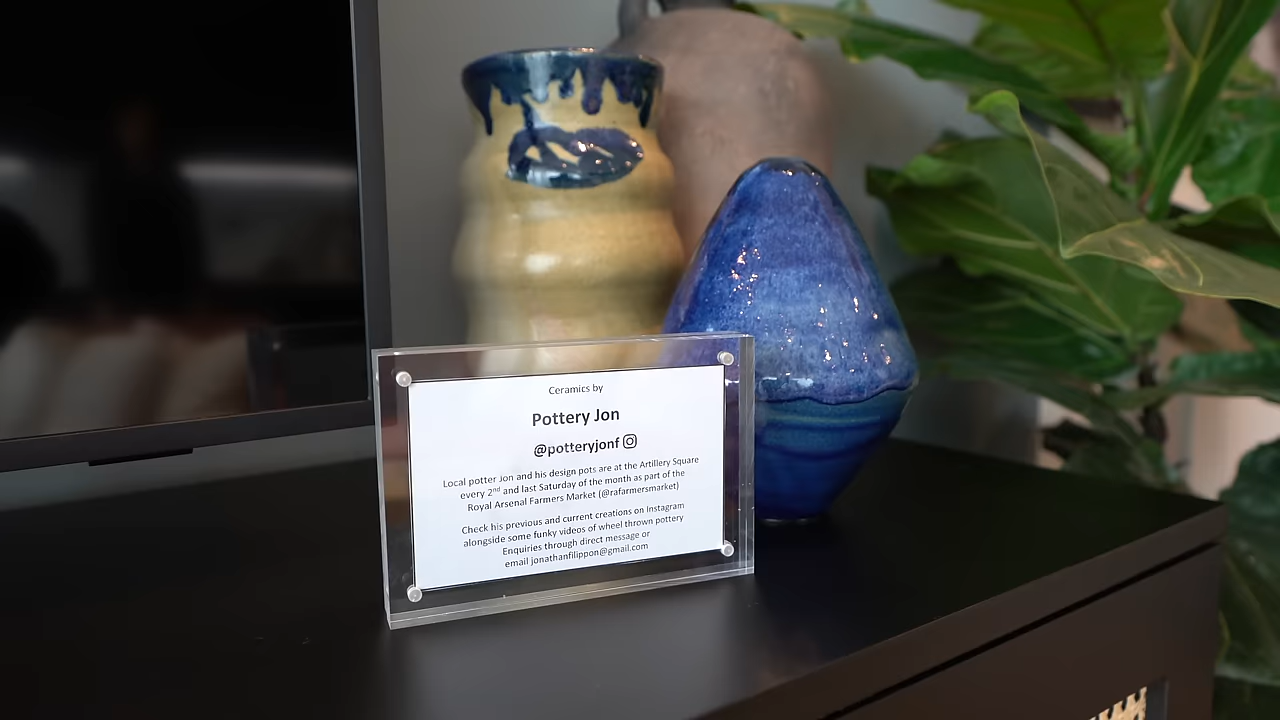 Ceramics by
Pottery Jon
@potteryjonf
Local potter Jon and his design pots are at the Artillery Square
every 2nd and last Saturday of the month as part of the
Royal Arsenal Farmers Market (@rafarmersmarket)
Check his previous and current creations on Instagram
alongside some funky videos of wheel thrown pottery
Enquiries through direct message or
email jonathanfilippon@gmail.com